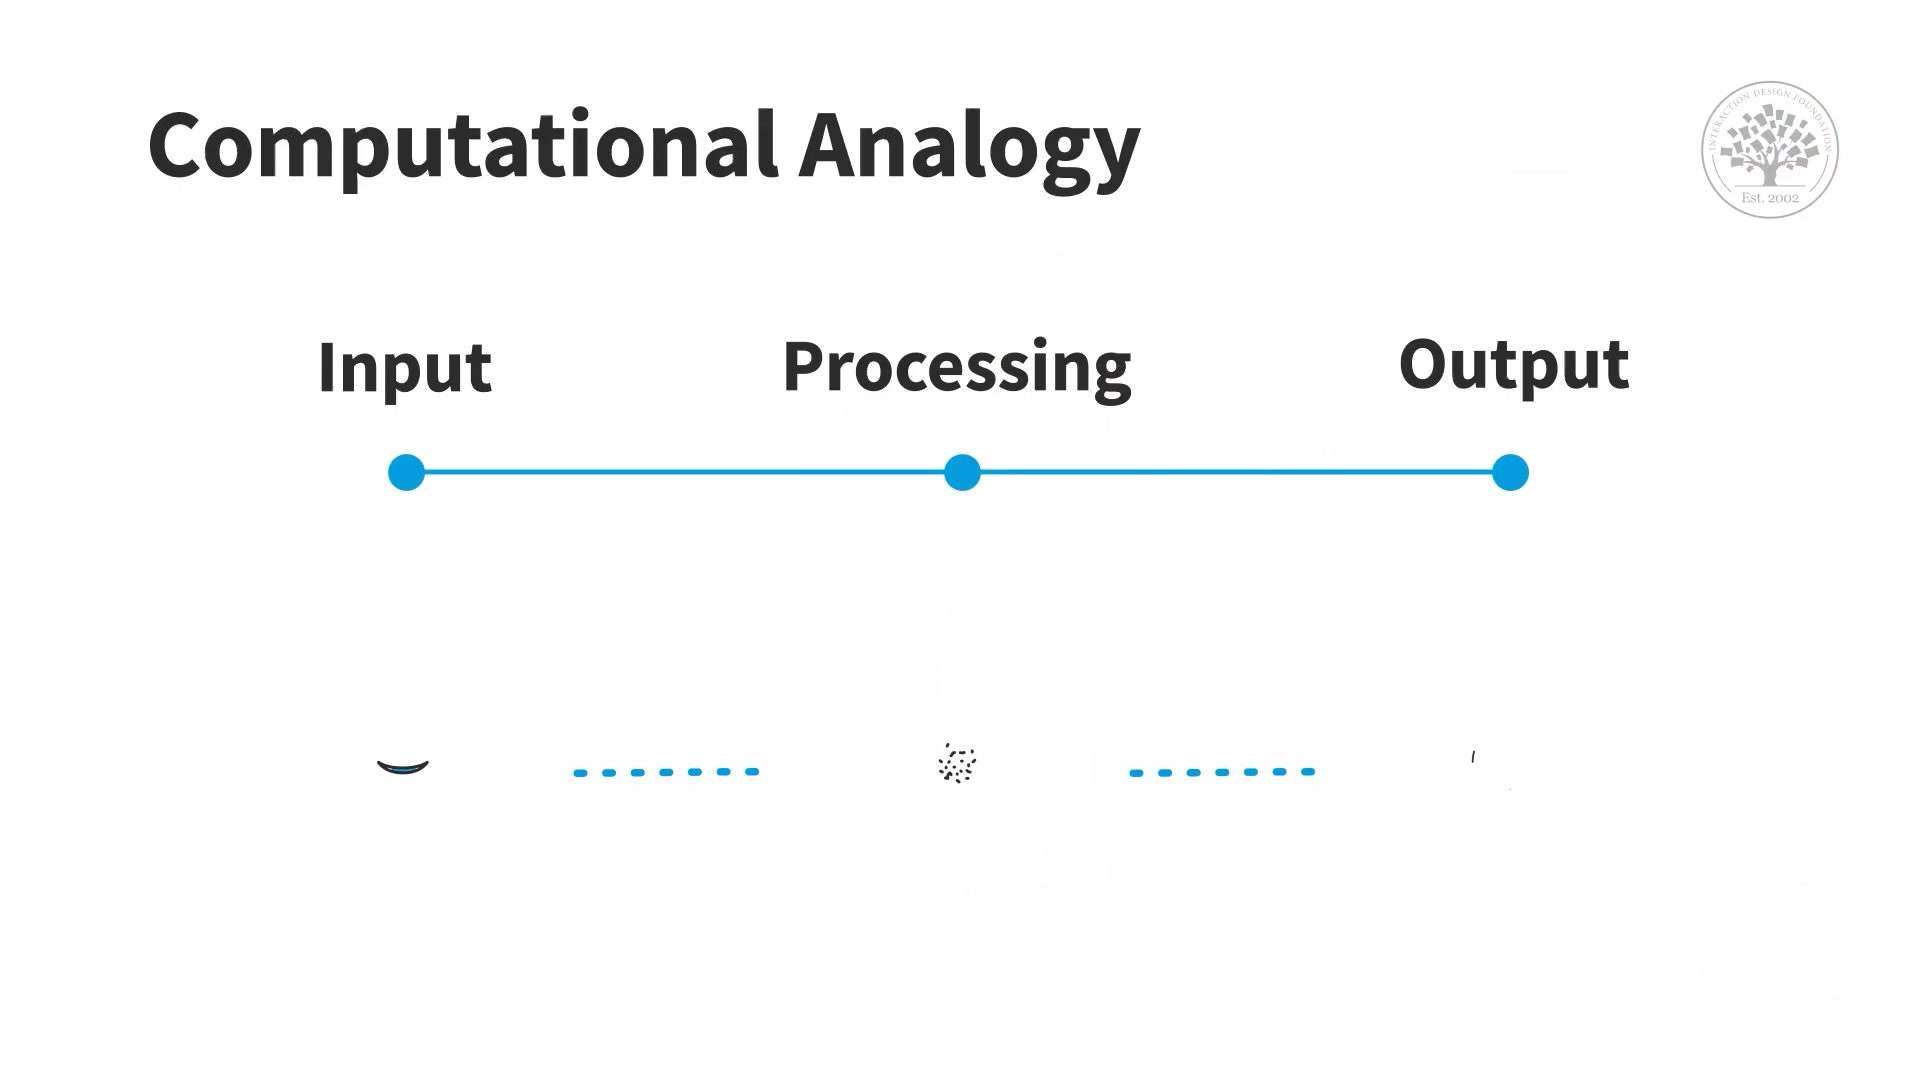 Computational Analogy
INTERACTION DESIGN FOUNDATION
Est. 2002
Input
Processing
Output